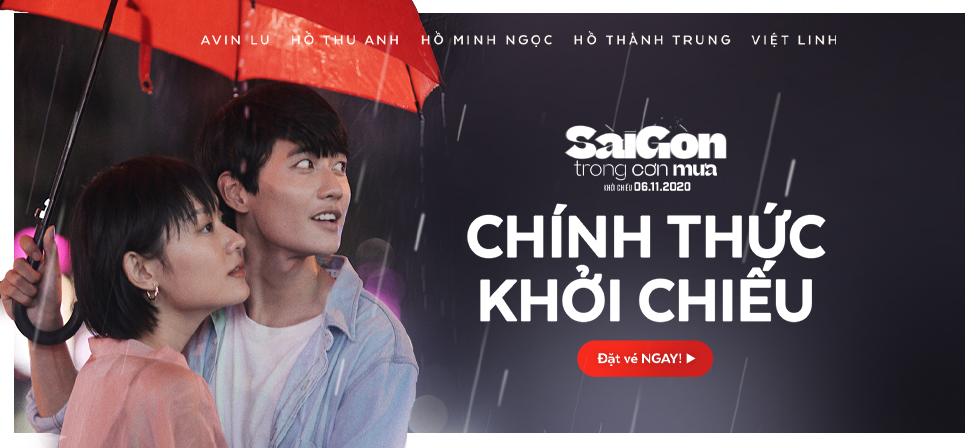 AVIN LU HỒ THU ANH HỒ MINH NGỌC HỒ THÀNH TRUNG VIỆT LINH
SàiGòn
trong cơn mưa
KHỞI CHIẾU 06.11.2020
CHÍNH THỨC
KHỞI CHIẾU
Đặt vé NGAY!